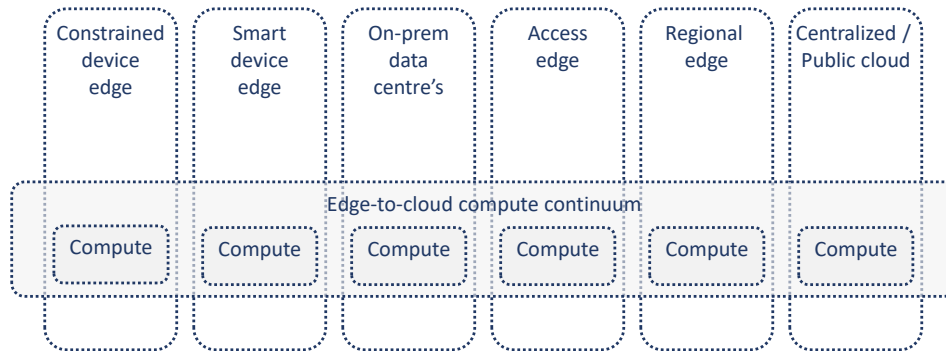 Constrained
device
edge
Smart
device
edge
On-prem
data
centre's
Access
edge
Regional
edge
Centralized /
Public cloud
Edge-to-cloud compute continuum
Compute
Compute
Compute
Compute
Compute
Compute